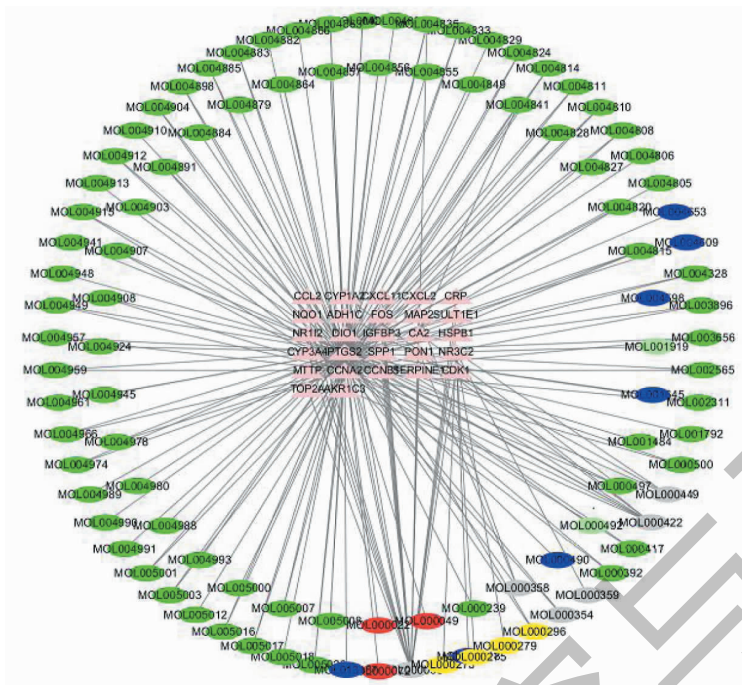 MOL004882
MOL004833
MOL004829
MOL004883
MOL004824
MOL004885
MOL004857
MOL004856
MOL004855
MOL004814
MOL004898
MOL004864
MOL004849
MOL004811
MOL004904
MOL004879
MOL004841
MOL004810
MOL004910
MOL004884
MOL004828
MOL004808
MOL004912
MOL004891
MOL004827
MOL004806
MOL004913
MOL004805
MOL004915
MOL004903
MOL004820
MOL004941
MOL004907
MOL004815
MOL004948
MOL004328
MOL004949
MOL004908
MOL003896
CCL2 CYP1A2 CXCL11 CXCL2 CRP
NQO1 ADH1C FOS MAP2 SULT1E1
NR1I2 DIO1 IGFBP3 CA2 HSPB1
CYP3A4 PTGS2 SPP1 PON1 NR3C2
MTTP CCNA2 CCNB1 SERPINE1 CDK1
TOP2A AKR1C3
MOL004957
MOL004924
MOL001919
MOL003656
MOL004959
MOL002565
MOL004961
MOL004945
MOL002311
MOL004966
MOL004978
MOL001484
MOL001792
MOL004974
MOL000500
MOL004989
MOL004980
MOL000497
MOL000449
MOL004990
MOL004988
MOL000492
MOL000422
MOL004991
MOL004993
MOL000490
MOL000417
MOL005001
MOL000392
MOL005003
MOL005000
MOL000358
MOL000359
MOL005012
MOL005007
MOL005008
MOL000022
MOL000049
MOL000239
MOL000354
MOL005016
MOL000296
MOL005017
MOL000279
MOL005018